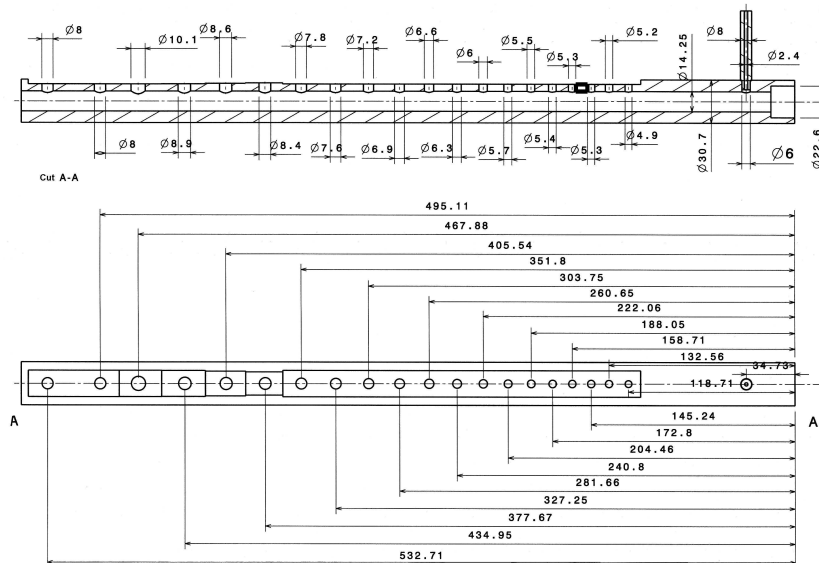 Ø8
Ø10.1
Ø8.6
Ø7.8
Ø7.2
Ø6.6
Ø6
Ø5.5
Ø5.3
Ø5.2
Ø14.25
Ø8
Ø2.4
Ø8
Ø8.9
Ø8.4
Ø7.6
Ø6.9
Ø6.3
Ø5.7
Ø5.4
Ø5.3
Ø4.9
Ø30.7
Ø6
Ø22.6
Cut A-A
495.11
467.88
405.54
351.8
303.75
260.65
222.06
188.05
158.71
132.56
34.73
118.71
A
A
145.24
172.8
204.46
240.8
281.66
327.25
377.67
434.95
532.71